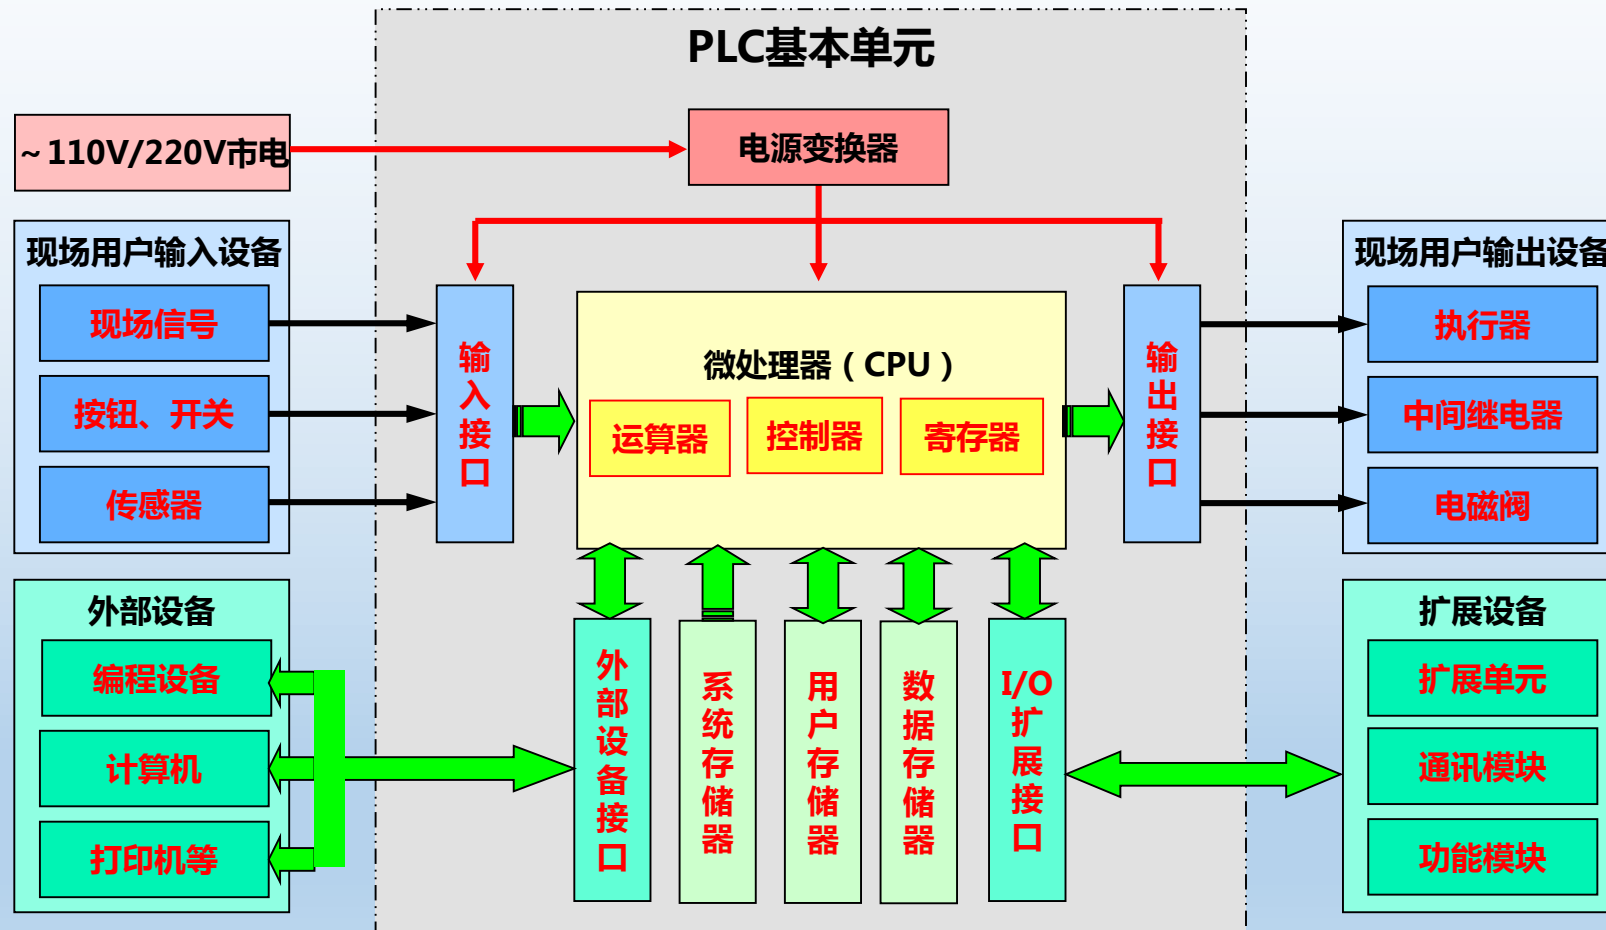 PLC基本单元
～110V/220V市电
电源变换器
现场用户输入设备
现场信号
按钮、开关
传感器
输入接口
微处理器（CPU）
运算器
控制器
寄存器
输出接口
现场用户输出设备
执行器
中间继电器
电磁阀
外部设备
编程设备
计算机
打印机等
外部设备接口
系统存储器
用户存储器
数据存储器
I/O扩展接口
扩展设备
扩展单元
通讯模块
功能模块